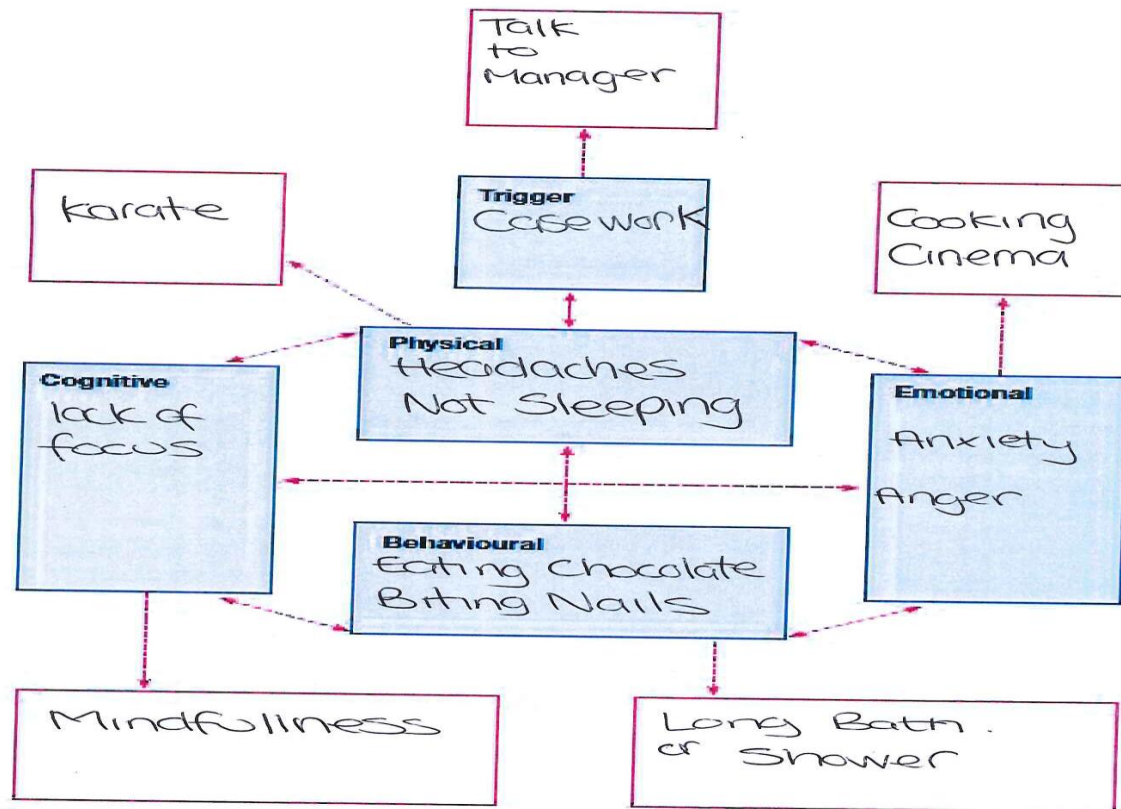 Talk
to
Manager
Trigger
Casework
Karate
Cooking
Cinema
Physical
Headaches
Not Sleeping
Cognitive
lack of
focus
Emotional
Anxiety
Anger
Behavioural
Eating Chocolate
Biting Nails
Mindfullness
Long Bath.
or Shower